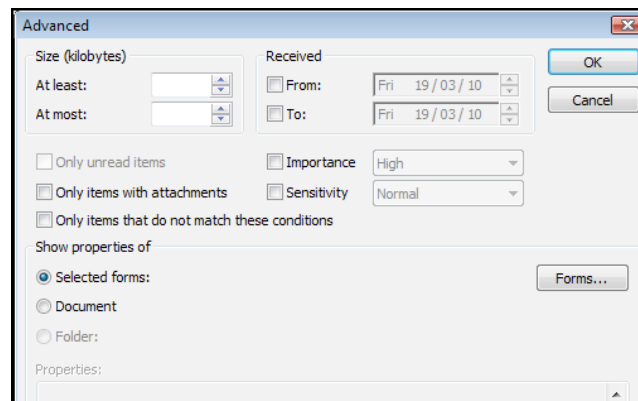 Advanced
Size (kilobytes)
At least:
At most:
Received
From: Fri 19 / 03 / 10
To: Fri 19 / 03 / 10
OK
Cancel
Only unread items
Importance High
Only items with attachments
Sensitivity Normal
Only items that do not match these conditions
Show properties of
Selected forms:
Forms...
Document
Folder:
Properties: